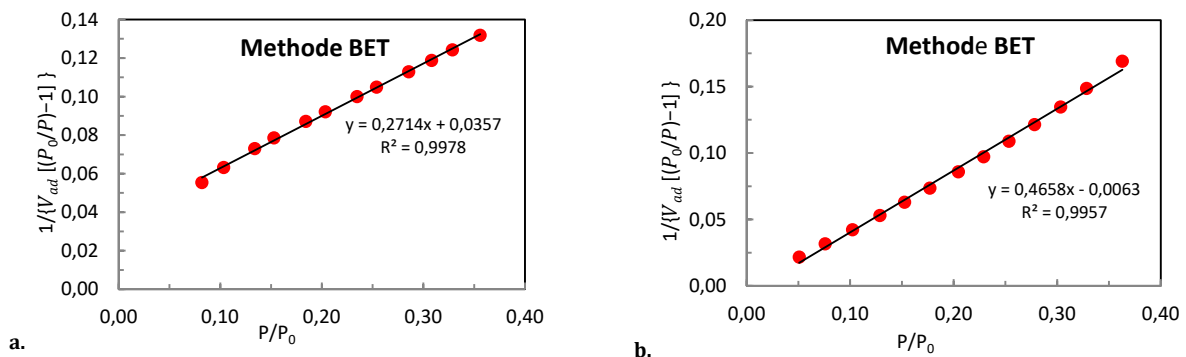 Methode BET
1/{V_ad [(P₀/P)−1] }
0,14
0,12
0,10
0,08
0,06
0,04
0,02
0,00
y = 0,2714x + 0,0357
R² = 0,9978
0,00 0,10 0,20 0,30 0,40
P/P₀
a.
Methode BET
1/{V_ad [(P₀/P)−1] }
0,20
0,15
0,10
0,05
0,00
y = 0,4658x - 0,0063
R² = 0,9957
0,00 0,10 0,20 0,30 0,40
P/P₀
b.